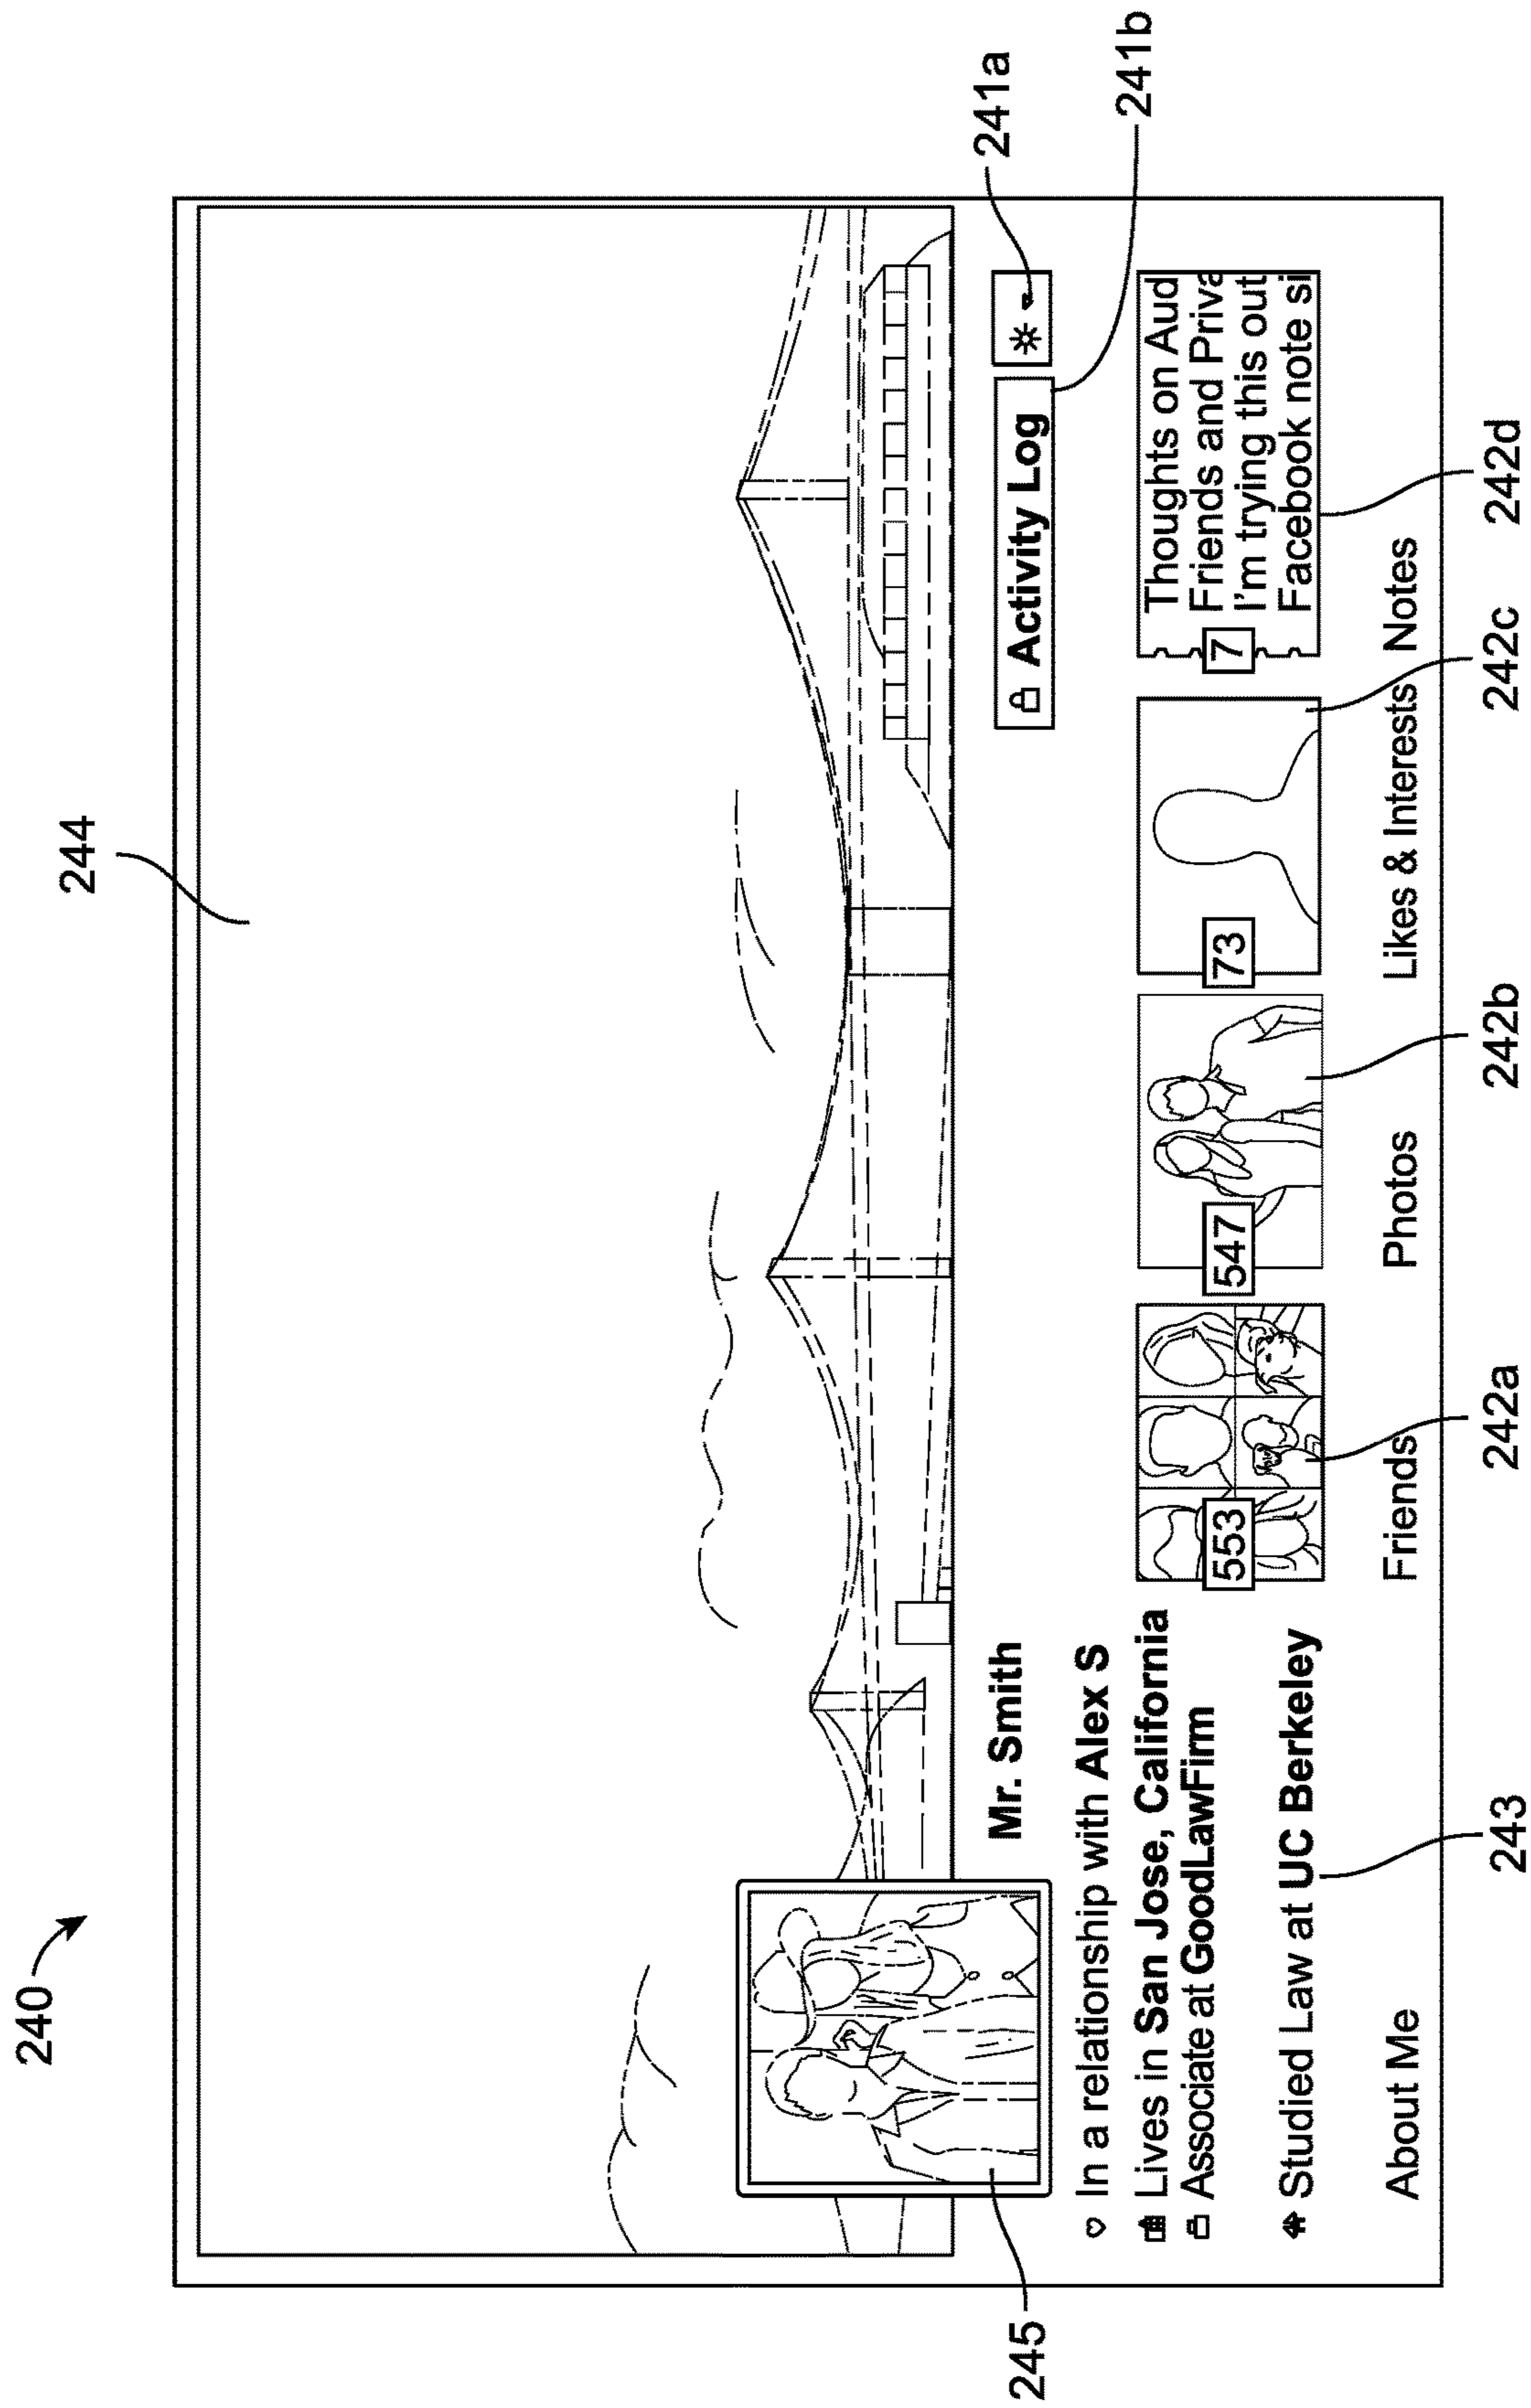 240
244
245
Mr. Smith
Activity Log
241a
241b
In a relationship with Alex S
Lives in San Jose, California
Associate at GoodLawFirm
Studied Law at UC Berkeley
553
547
73
7
Thoughts on Aud
Friends and Priva
I'm trying this out
Facebook note si
About Me
Friends
Photos
Likes & Interests
Notes
243
242a
242b
242c
242d